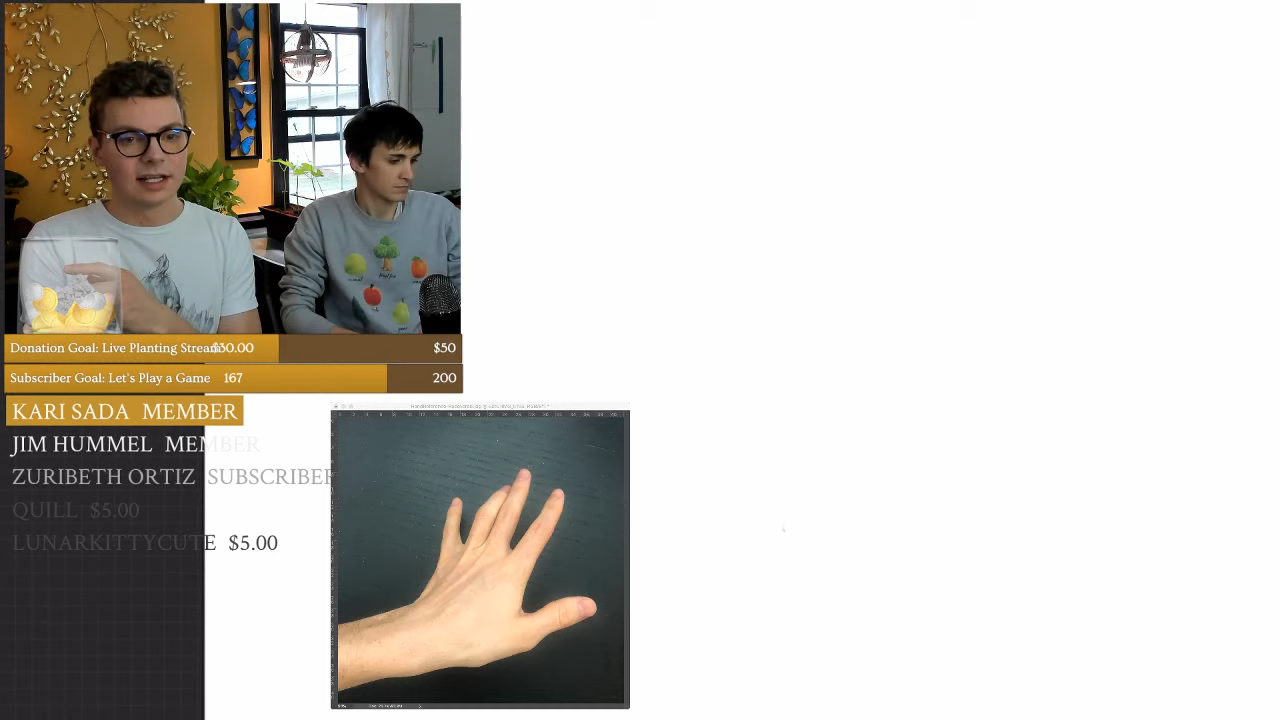 Donation Goal: Live Planting Stream $30.00 $50
Subscriber Goal: Let's Play a Game 167 200
KARI SADA MEMBER
JIM HUMMEL MEMBER
ZURIBETH ORTIZ SUBSCRIBER
QUILL $5.00
LUNARKITTYCUTE $5.00